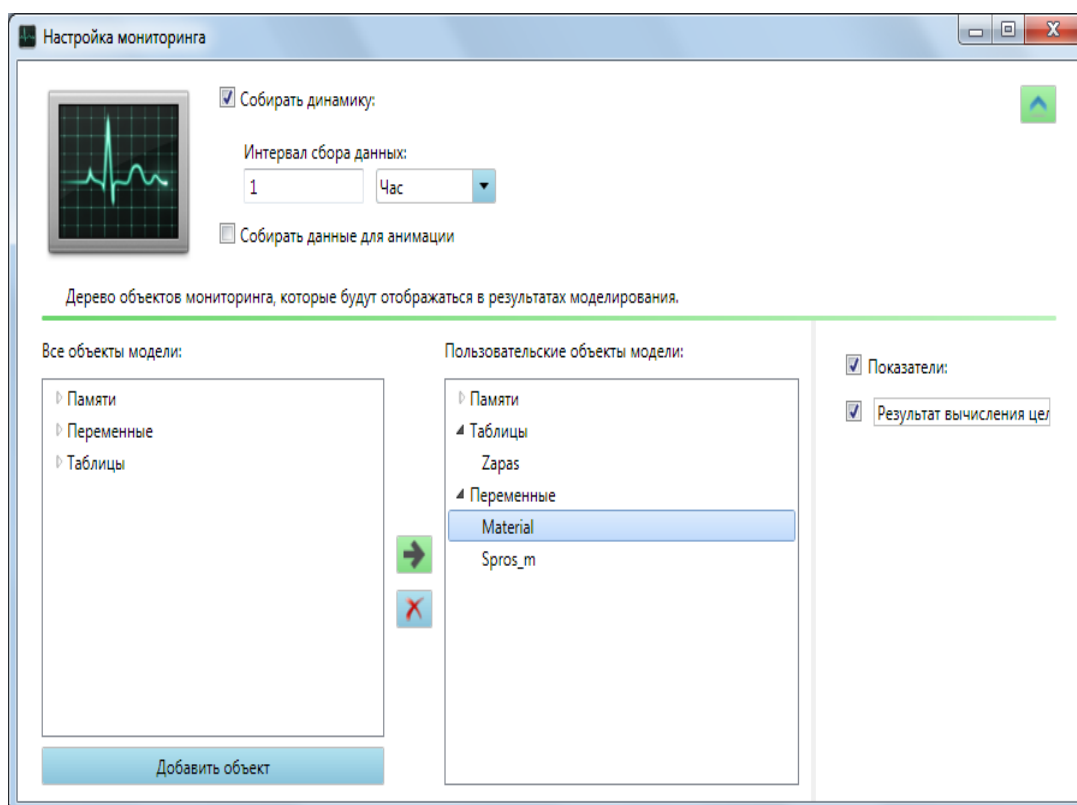 Настройка мониторинга
Собирать динамику:
Интервал сбора данных:
1
Час
Собирать данные для анимации
Дерево объектов мониторинга, которые будут отображаться в результатах моделирования.
Все объекты модели:
Памяти
Переменные
Таблицы
Добавить объект
Пользовательские объекты модели:
Памяти
Таблицы
Zapas
Переменные
Material
Spros_m
Показатели:
Результат вычисления цел